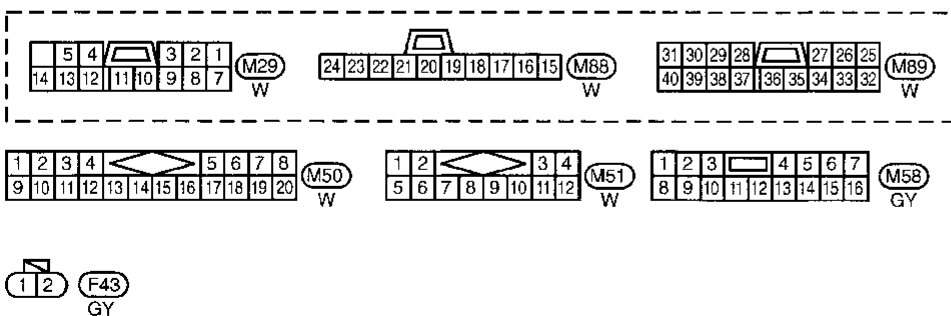 5 4 3 2 1
14 13 12 11 10 9 8 7
M29
W
24 23 22 21 20 19 18 17 16 15
M88
W
31 30 29 28 27 26 25
40 39 38 37 36 35 34 33 32
M89
W
1 2 3 4 5 6 7 8
9 10 11 12 13 14 15 16 17 18 19 20
M50
W
1 2 3 4
5 6 7 8 9 10 11 12
M51
W
1 2 3 4 5 6 7
8 9 10 11 12 13 14 15 16
M58
GY
1 2
F43
GY